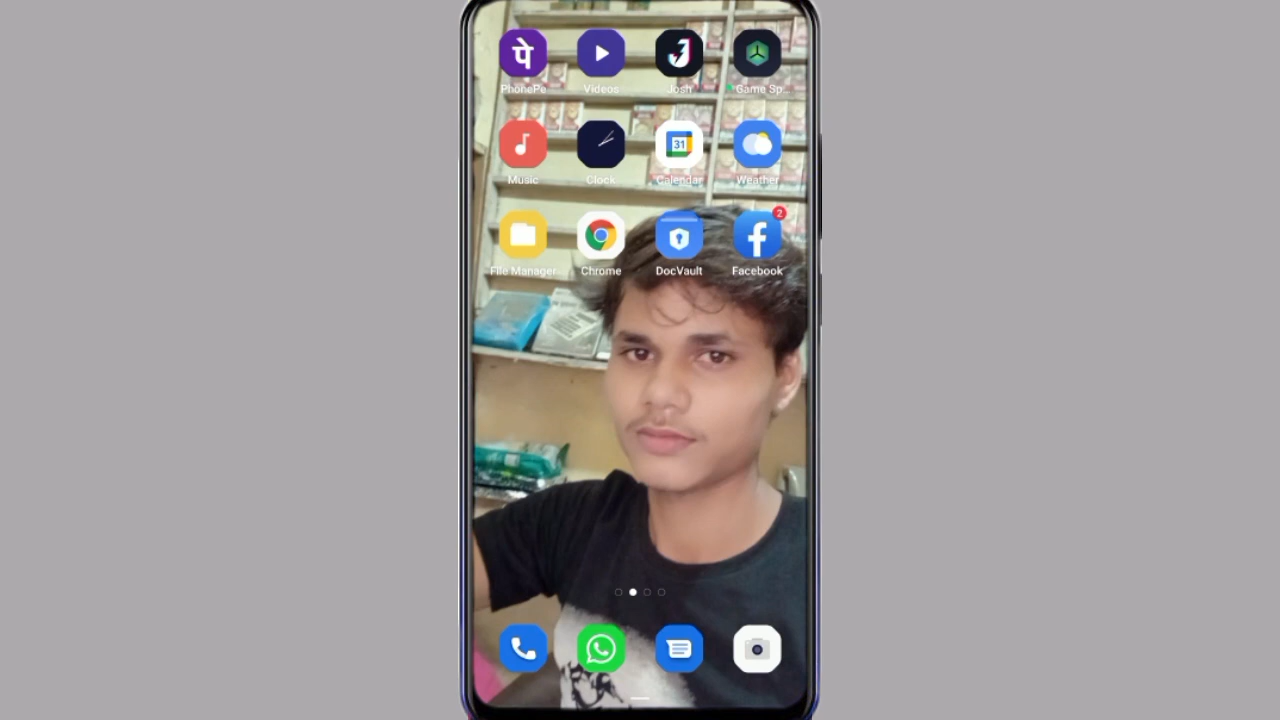 पे
PhonePe
Videos
Josh
Game Sp...
Music
31
Clock
Calendar
Weather
2
File Manager
Chrome
DocVault
Facebook